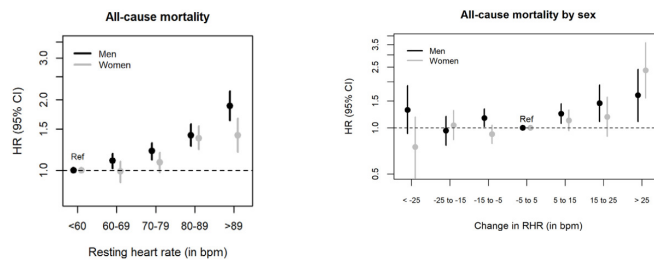 All-cause mortality
HR (95% CI)
3.0
2.0
1.5
1.0
Men
Women
Ref
<60
60-69
70-79
80-89
>89
Resting heart rate (in bpm)
All-cause mortality by sex
HR (95% CI)
3.5
2.5
1.5
1.0
0.5
Men
Women
Ref
< -25
-25 to -15
-15 to -5
-5 to 5
5 to 15
15 to 25
> 25
Change in RHR (in bpm)